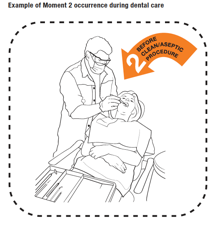 Example of Moment 2 occurrence during dental care
2
BEFORE
CLEAN/ASEPTIC
PROCEDURE